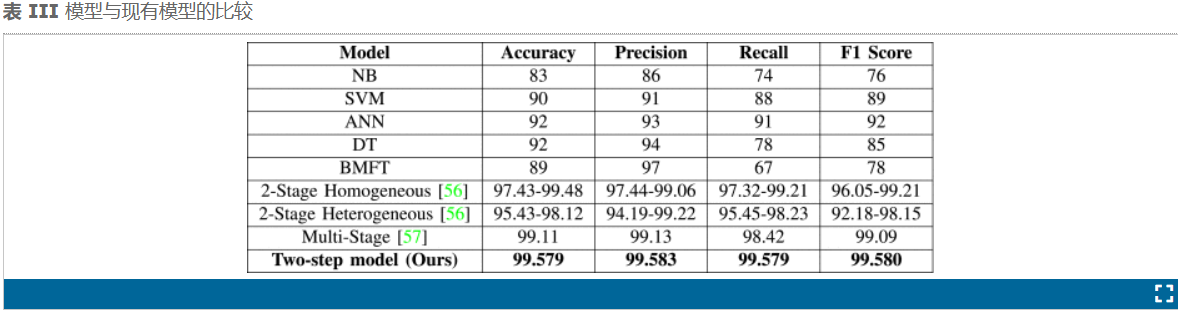 表 III 模型与现有模型的比较
Model Accuracy Precision Recall F1 Score
NB 83 86 74 76
SVM 90 91 88 89
ANN 92 93 91 92
DT 92 94 78 85
BMFT 89 97 67 78
2-Stage Homogeneous [56] 97.43-99.48 97.44-99.06 97.32-99.21 96.05-99.21
2-Stage Heterogeneous [56] 95.43-98.12 94.19-99.22 95.45-98.23 92.18-98.15
Multi-Stage [57] 99.11 99.13 98.42 99.09
Two-step model (Ours) 99.579 99.583 99.579 99.580